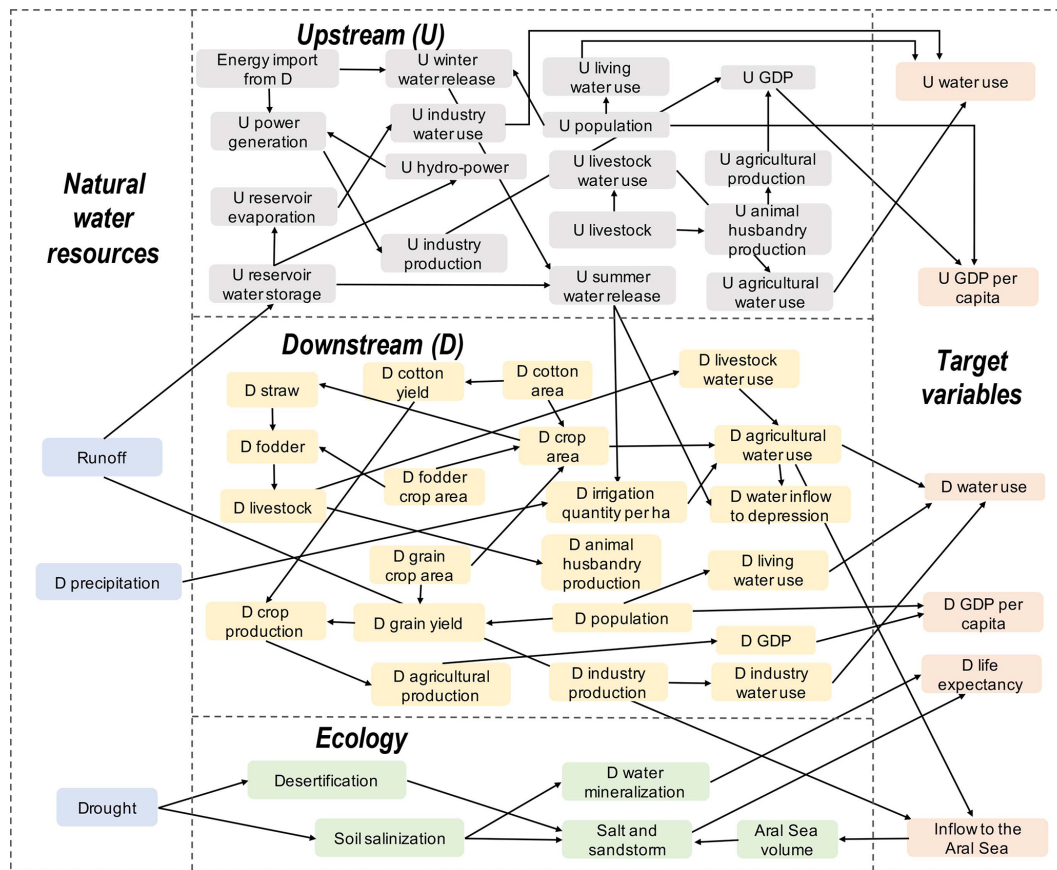 Natural
water
resources
Runoff
D precipitation
Drought
Upstream (U)
Energy import
from D
U winter
water release
U living
water use
U GDP
U power
generation
U industry
water use
U population
U hydro-power
U livestock
water use
U agricultural
production
U reservoir
evaporation
U livestock
U animal
husbandry
production
U industry
production
U reservoir
water storage
U summer
water release
U agricultural
water use
Downstream (D)
D straw
D cotton
yield
D cotton
area
D livestock
water use
D fodder
D crop
area
D agricultural
water use
D fodder
crop area
D livestock
D irrigation
quantity per ha
D water inflow
to depression
D grain
crop area
D animal
husbandry
production
D living
water use
D crop
production
D grain yield
D population
D GDP
D agricultural
production
D industry
production
D industry
water use
Ecology
Desertification
D water
mineralization
Soil salinization
Salt and
sandstorm
Aral Sea
volume
U water use
U GDP per
capita
Target
variables
D water use
D GDP per
capita
D life
expectancy
Inflow to the
Aral Sea